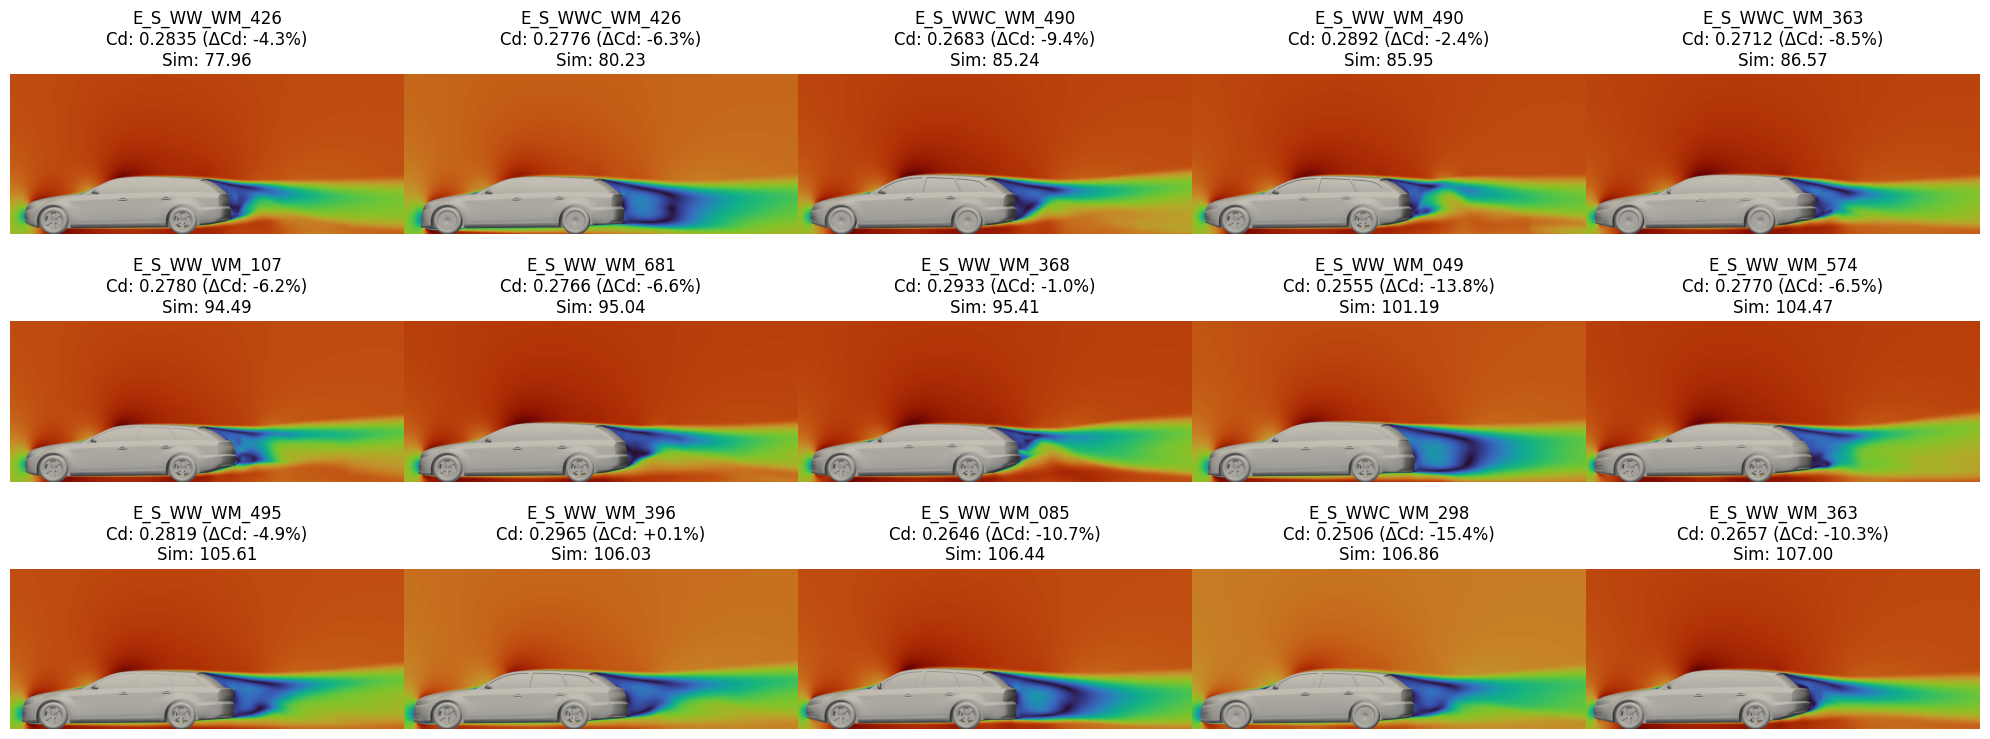 E_S_WW_WM_426
Cd: 0.2835 (ΔCd: -4.3%)
Sim: 77.96
E_S_WWC_WM_426
Cd: 0.2776 (ΔCd: -6.3%)
Sim: 80.23
E_S_WWC_WM_490
Cd: 0.2683 (ΔCd: -9.4%)
Sim: 85.24
E_S_WW_WM_490
Cd: 0.2892 (ΔCd: -2.4%)
Sim: 85.95
E_S_WWC_WM_363
Cd: 0.2712 (ΔCd: -8.5%)
Sim: 86.57
E_S_WW_WM_107
Cd: 0.2780 (ΔCd: -6.2%)
Sim: 94.49
E_S_WW_WM_681
Cd: 0.2766 (ΔCd: -6.6%)
Sim: 95.04
E_S_WW_WM_368
Cd: 0.2933 (ΔCd: -1.0%)
Sim: 95.41
E_S_WW_WM_049
Cd: 0.2555 (ΔCd: -13.8%)
Sim: 101.19
E_S_WW_WM_574
Cd: 0.2770 (ΔCd: -6.5%)
Sim: 104.47
E_S_WW_WM_495
Cd: 0.2819 (ΔCd: -4.9%)
Sim: 105.61
E_S_WW_WM_396
Cd: 0.2965 (ΔCd: +0.1%)
Sim: 106.03
E_S_WW_WM_085
Cd: 0.2646 (ΔCd: -10.7%)
Sim: 106.44
E_S_WWC_WM_298
Cd: 0.2506 (ΔCd: -15.4%)
Sim: 106.86
E_S_WW_WM_363
Cd: 0.2657 (ΔCd: -10.3%)
Sim: 107.00